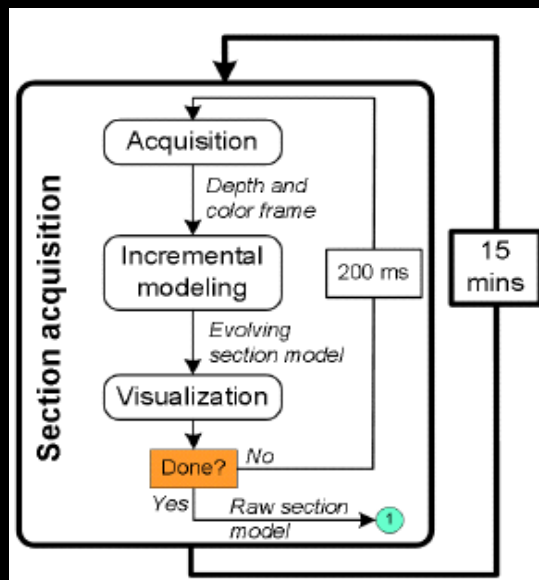 Section acquisition
Acquisition
Depth and
color frame
Incremental
modeling
200 ms
15
mins
Evolving
section model
Visualization
Done?
No
Yes
Raw section
model
1